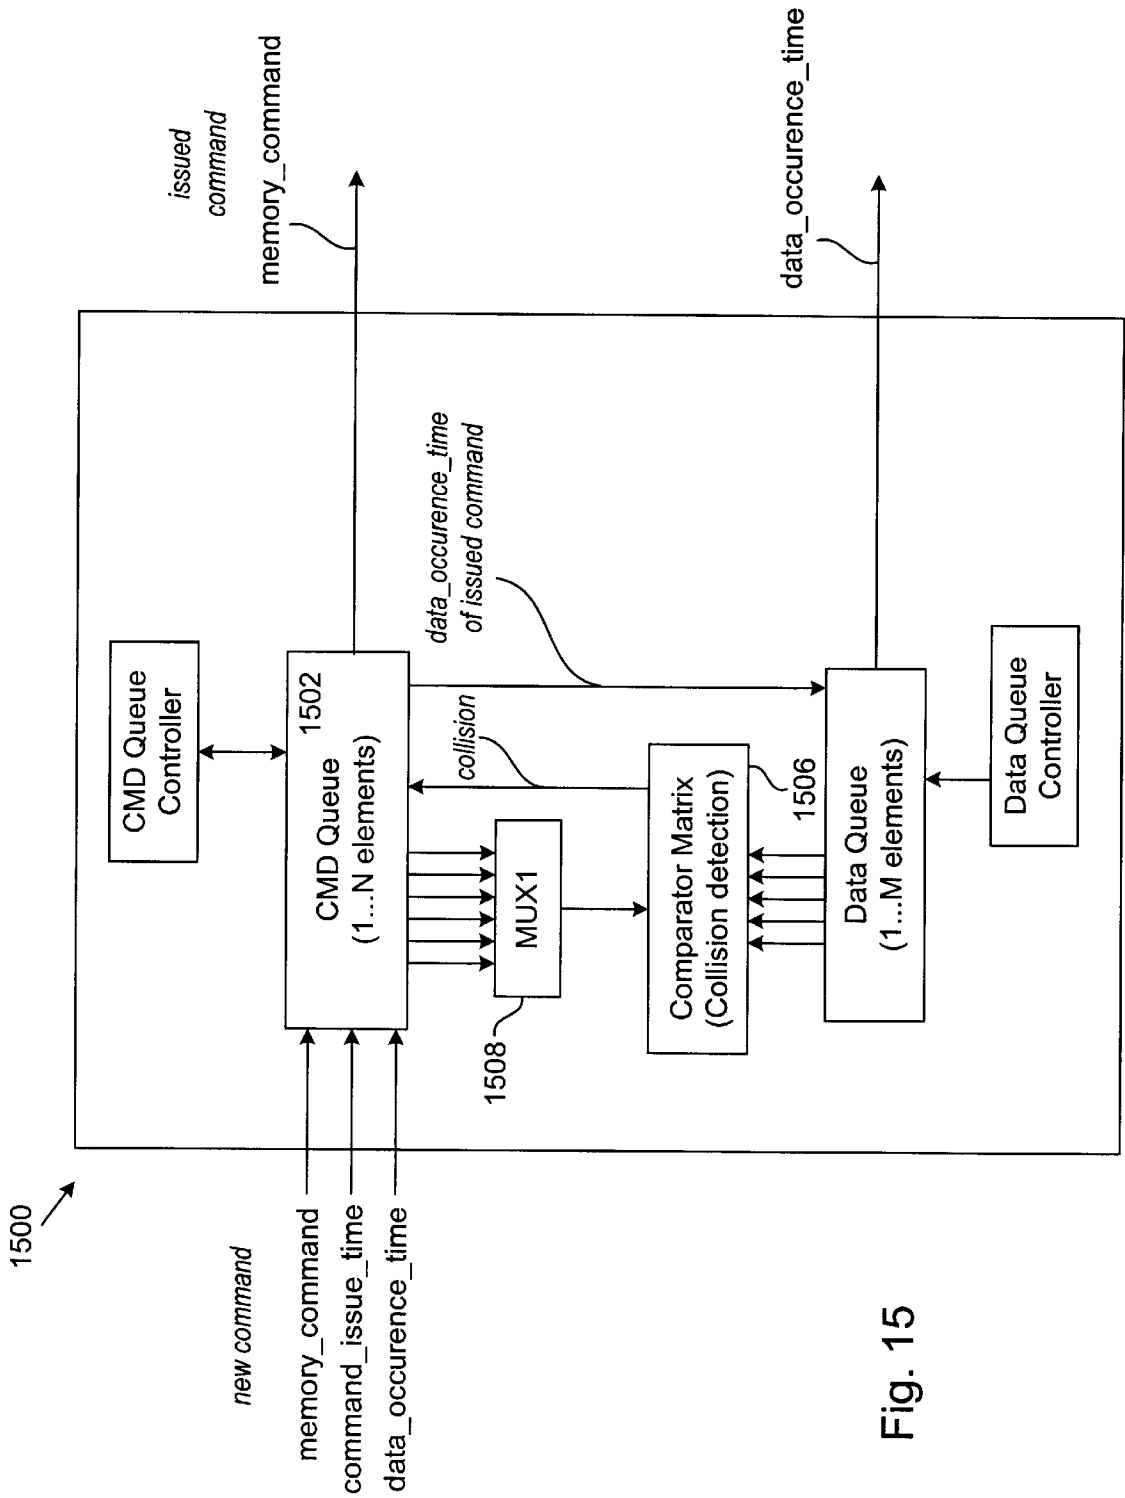 1500
new command
memory_command
command_issue_time
data_occurence_time
CMD Queue
Controller
1502
CMD Queue
(1...N elements)
issued
command
memory_command
MUX1
1508
collision
data_occurence_time
of issued command
Comparator Matrix
(Collision detection)
1506
Data Queue
(1...M elements)
data_occurence_time
Data Queue
Controller
Fig. 15